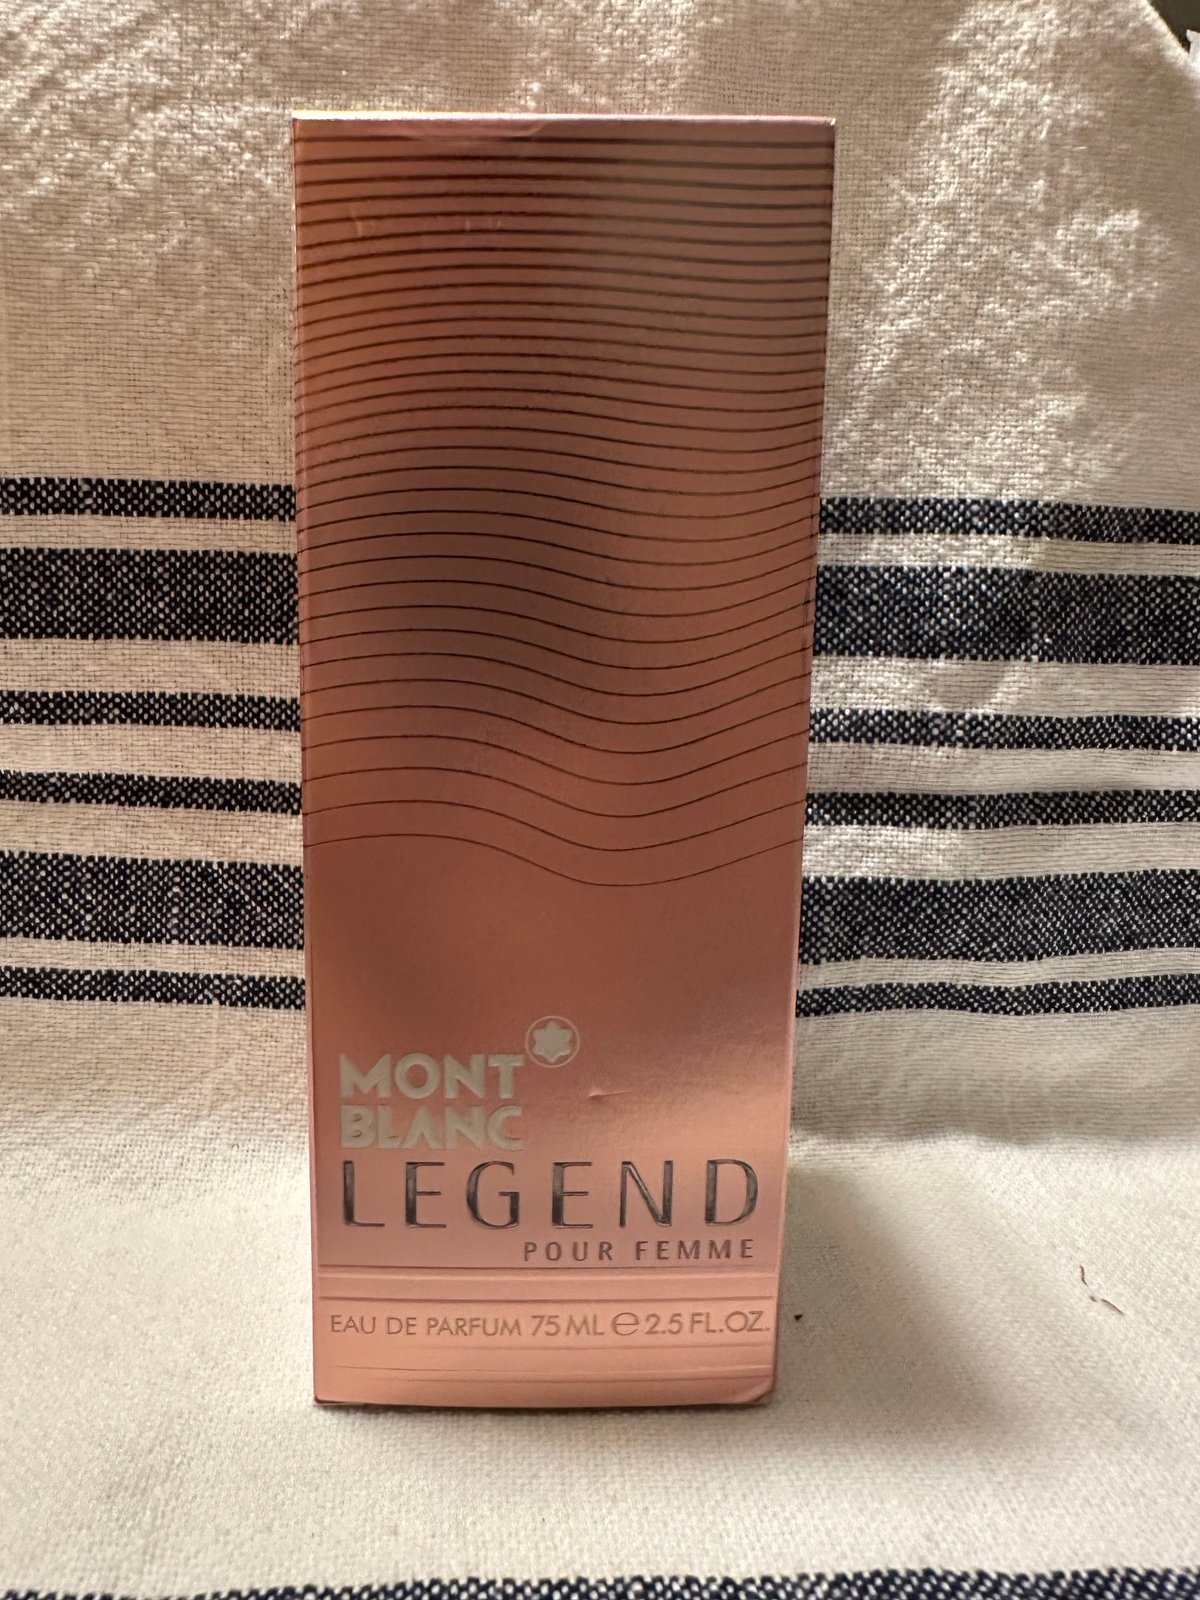 MONT
BLANC
LEGEND
POUR FEMME
EAU DE PARFUM 75 ML ℮ 2.5 FL.OZ.